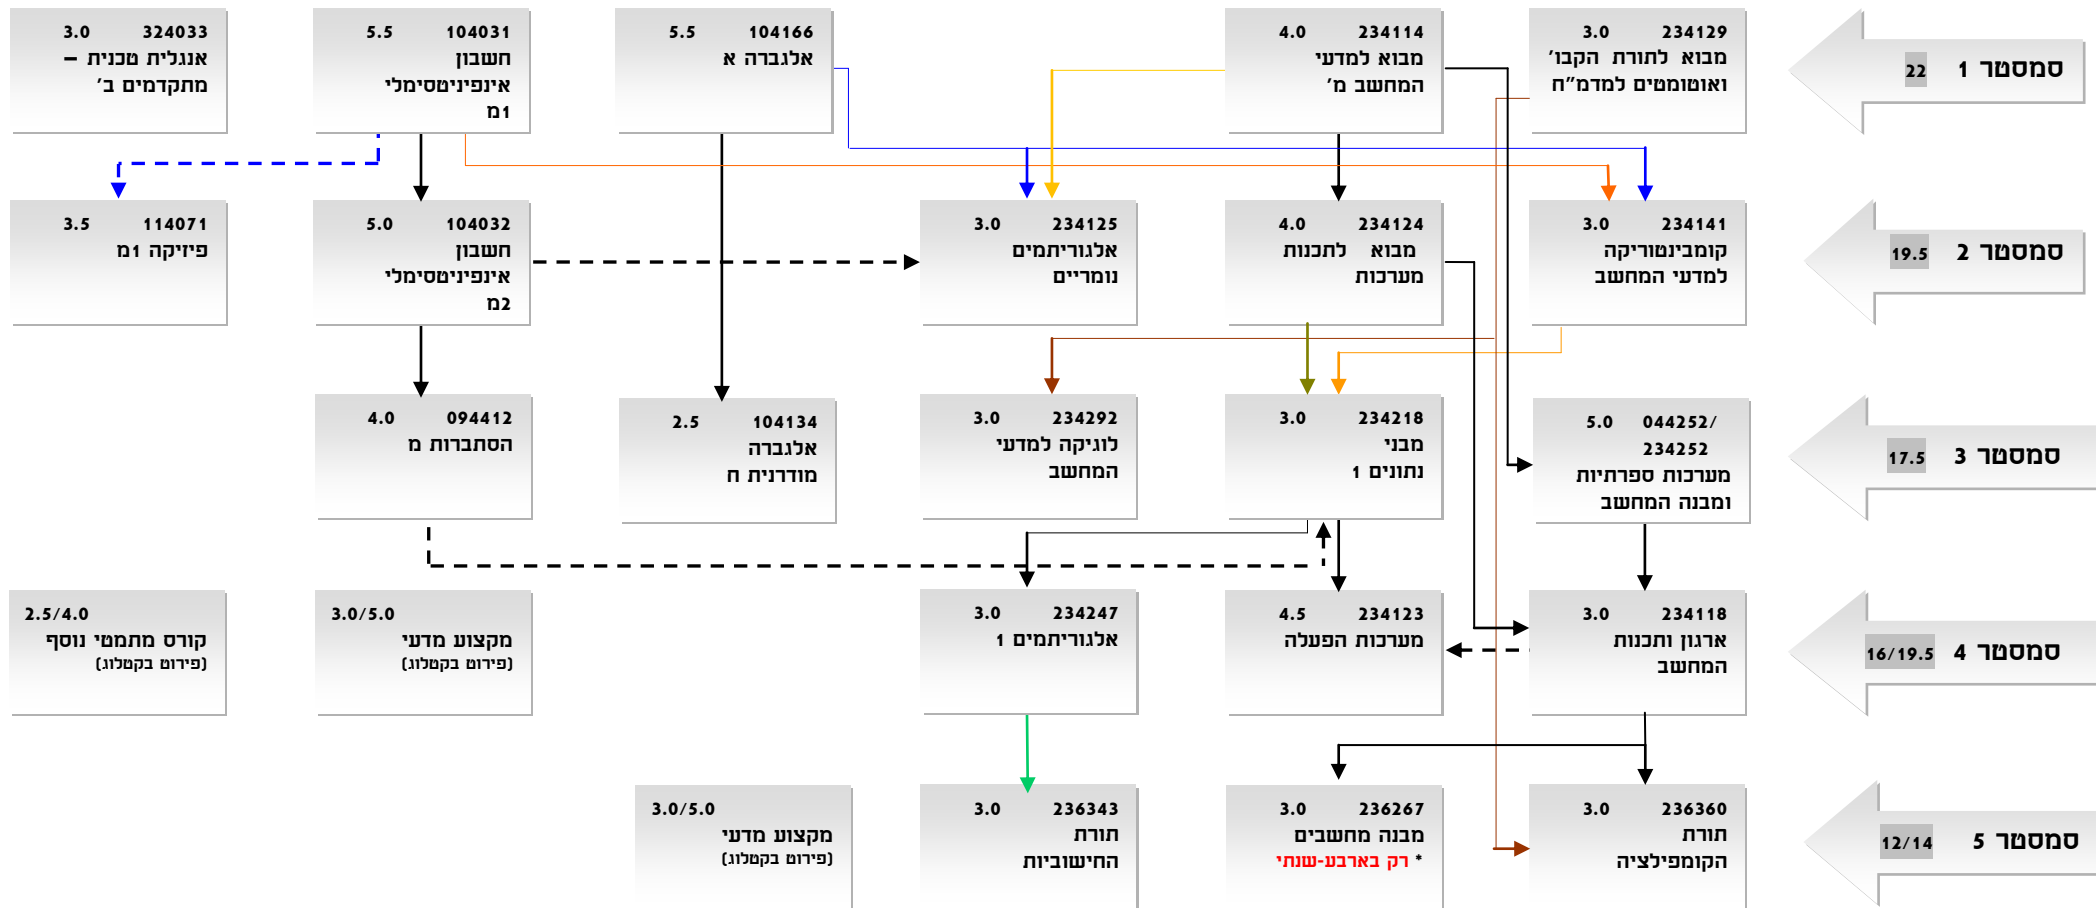 סמסטר 1 22
234129 3.0
מבוא לתורת הקבו'
ואוטומטים למדמ"ח
234114 4.0
מבוא למדעי
המחשב מ'
104166 5.5
אלגברה א
104031 5.5
חשבון
אינפיניטסימלי
1מ
324033 3.0
אנגלית טכנית –
מתקדמים ב'
סמסטר 2 19.5
234141 3.0
קומבינטוריקה
למדעי המחשב
234124 4.0
מבוא לתכנות
מערכות
234125 3.0
אלגוריתמים
נומריים
104032 5.0
חשבון
אינפיניטסימלי
2מ
114071 3.5
פיזיקה 1מ
סמסטר 3 17.5
044252/ 5.0
234252
מערכות ספרתיות
ומבנה המחשב
234218 3.0
מבני
נתונים 1
234292 3.0
לוגיקה למדעי
המחשב
104134 2.5
אלגברה
מודרנית ח
094412 4.0
הסתברות מ
סמסטר 4 16/19.5
234118 3.0
ארגון ותכנות
המחשב
234123 4.5
מערכות הפעלה
234247 3.0
אלגוריתמים 1
3.0/5.0
מקצוע מדעי
(פירוט בקטלוג)
2.5/4.0
קורס מתמטי נוסף
(פירוט בקטלוג)
סמסטר 5 12/14
236360 3.0
תורת
הקומפילציה
236267 3.0
מבנה מחשבים
* רק בארבע-שנתי
236343 3.0
תורת
החישוביות
3.0/5.0
מקצוע מדעי
(פירוט בקטלוג)